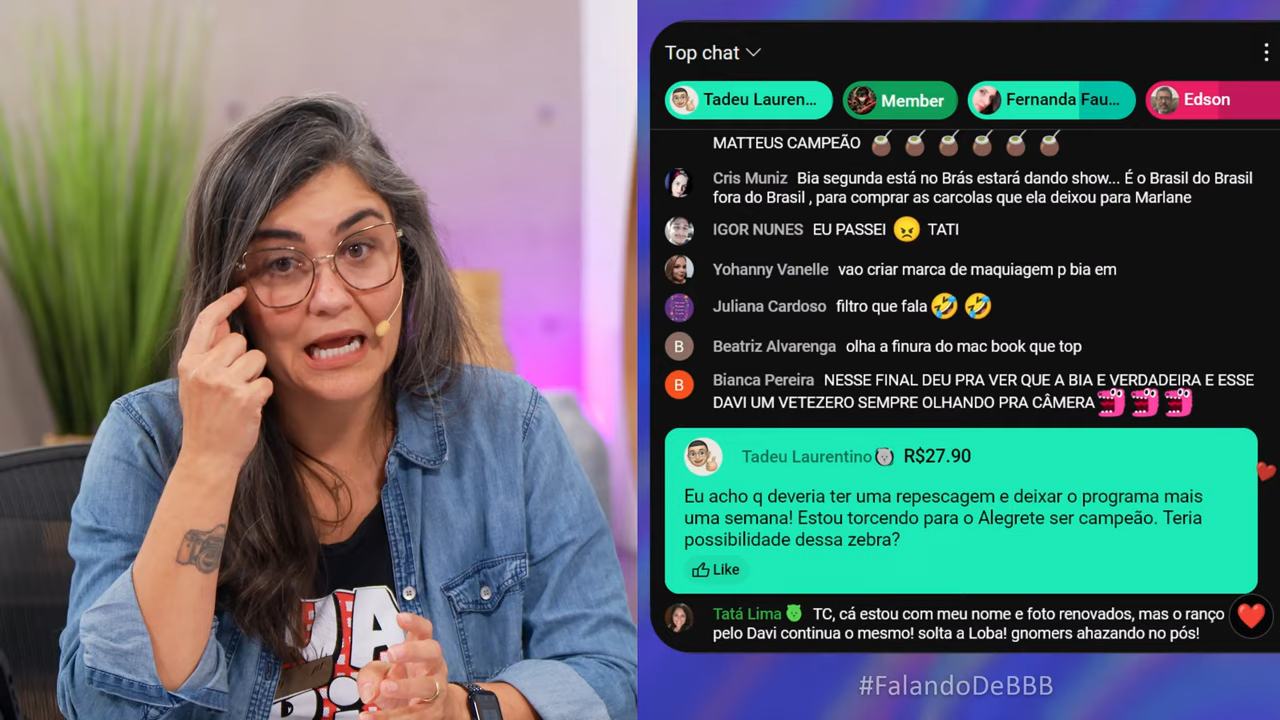 Top chat
Tadeu Lauren...
Member
Fernanda Fau...
Edson
MATTEUS CAMPEÃO
Cris Muniz Bia segunda está no Brás estará dando show... É o Brasil do Brasil
fora do Brasil , para comprar as carcolas que ela deixou para Marlane
IGOR NUNES EU PASSEI 😠 TATI
Yohanny Vanelle vao criar marca de maquiagem p bia em
Juliana Cardoso filtro que fala 🤣 🤣
B Beatriz Alvarenga olha a finura do mac book que top
B Bianca Pereira NESSE FINAL DEU PRA VER QUE A BIA E VERDADEIRA E ESSE
DAVI UM VETEZERO SEMPRE OLHANDO PRA CÂMERA
Tadeu Laurentino R$27.90
Eu acho q deveria ter uma repescagem e deixar o programa mais
uma semana! Estou torcendo para o Alegrete ser campeão. Teria
possibilidade dessa zebra?
Like
Tatá Lima TC, cá estou com meu nome e foto renovados, mas o ranço
pelo Davi continua o mesmo! solta a Loba! gnomers ahazando no pós!
#FalandoDeBBB